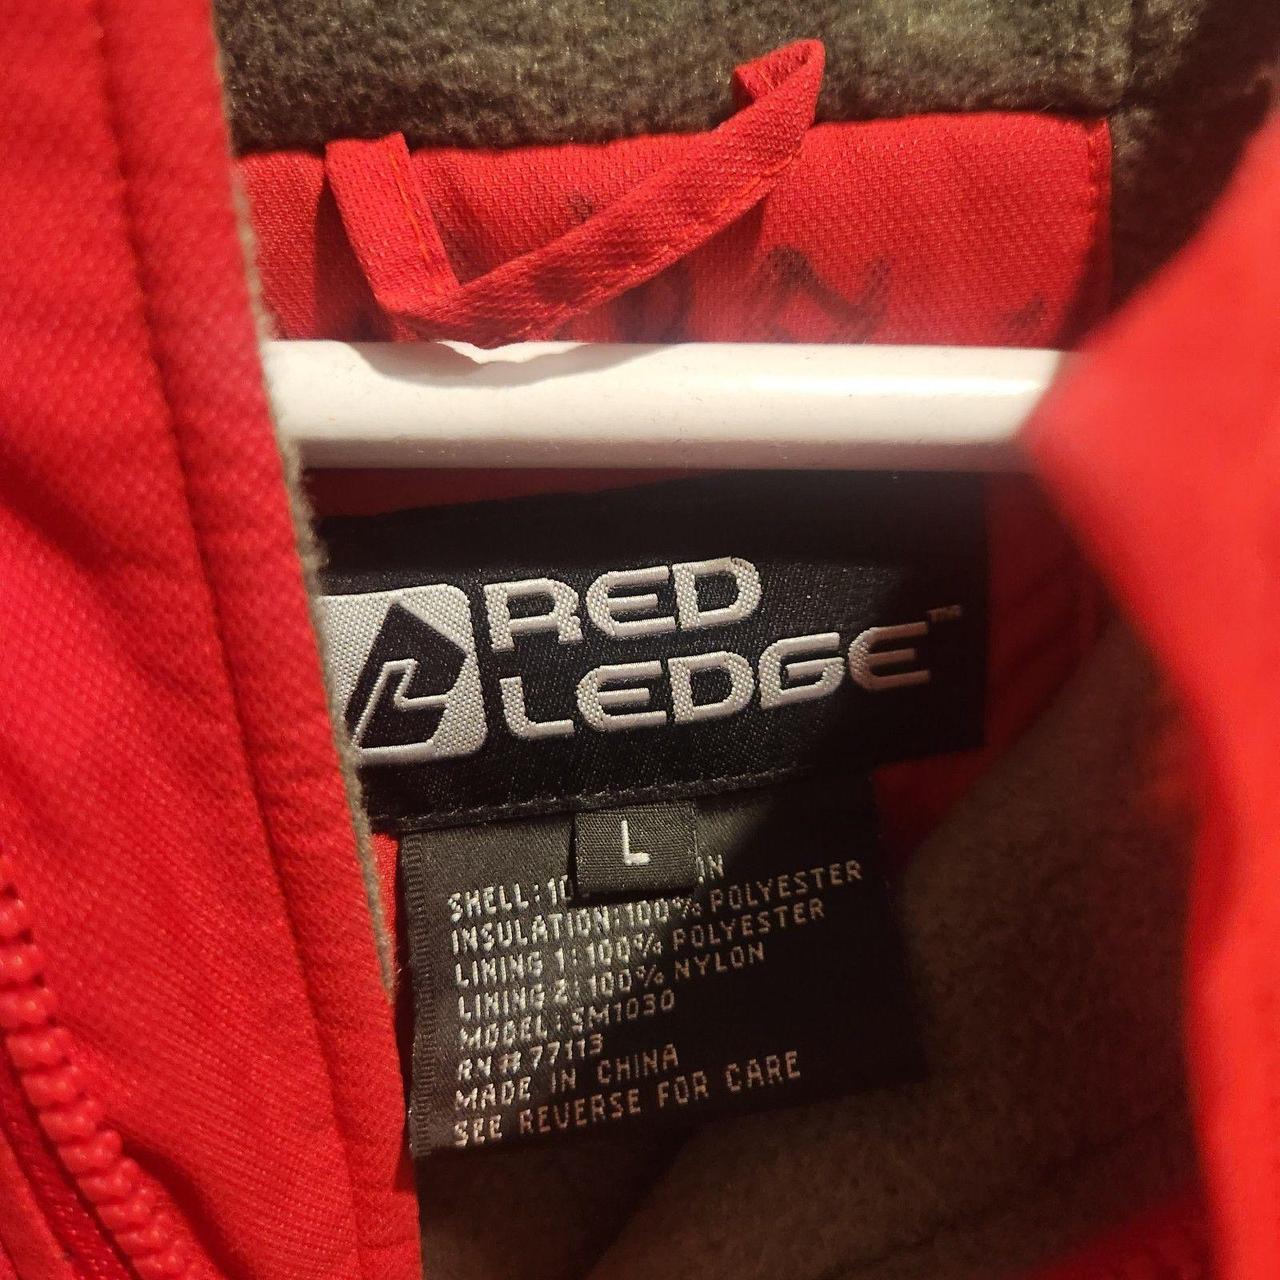 RED
LEDGE™
L
SHELL: 10
INSULATION: 100% POLYESTER
LINING 1: 100% POLYESTER
LINING 2: 100% NYLON
MODEL: SM1030
RN # 77113
MADE IN CHINA
SEE REVERSE FOR CARE